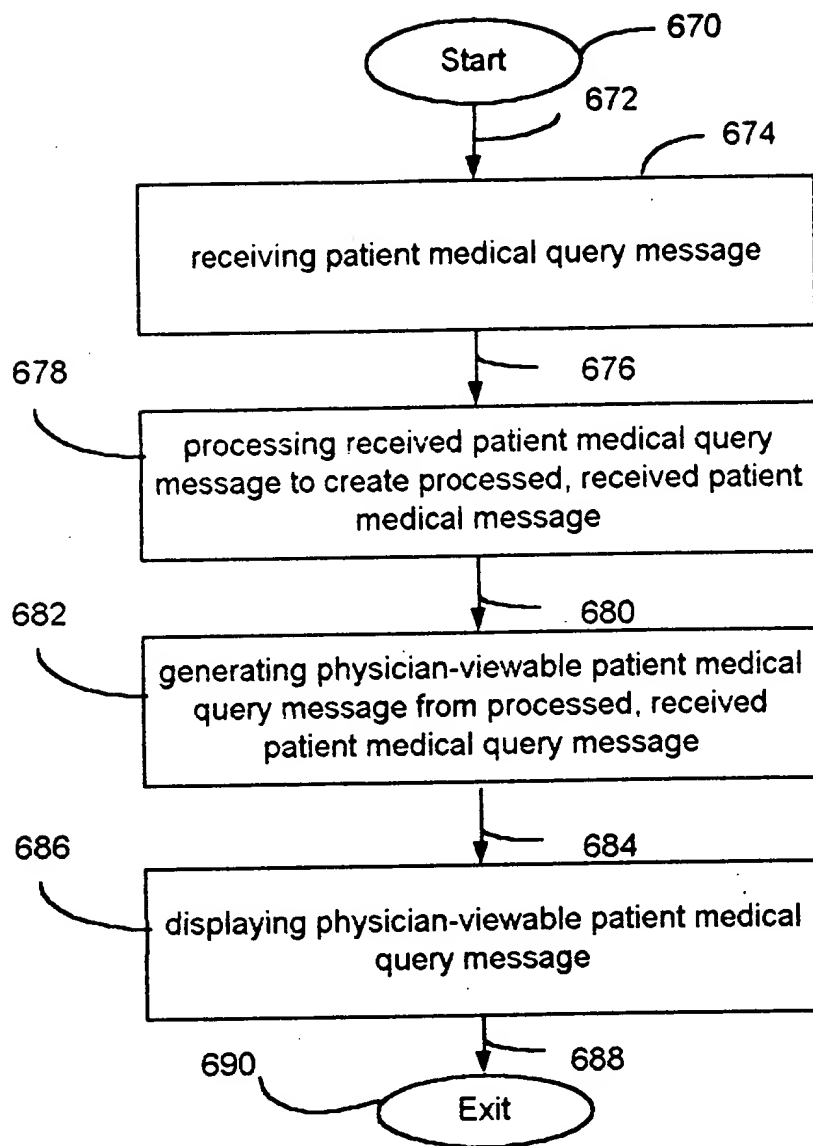 670
Start
672
674
receiving patient medical query message
676
678
processing received patient medical query
message to create processed, received patient
medical message
680
682
generating physician-viewable patient medical
query message from processed, received
patient medical query message
684
686
displaying physician-viewable patient medical
query message
688
690
Exit